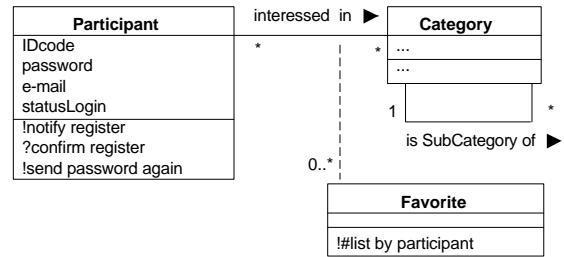 Participant
IDcode
password
e-mail
statusLogin
!notify register
?confirm register
!send password again
interessed in ►
*
*
Category
...
...
1
*
is SubCategory of ►
0..*
Favorite
!#list by participant